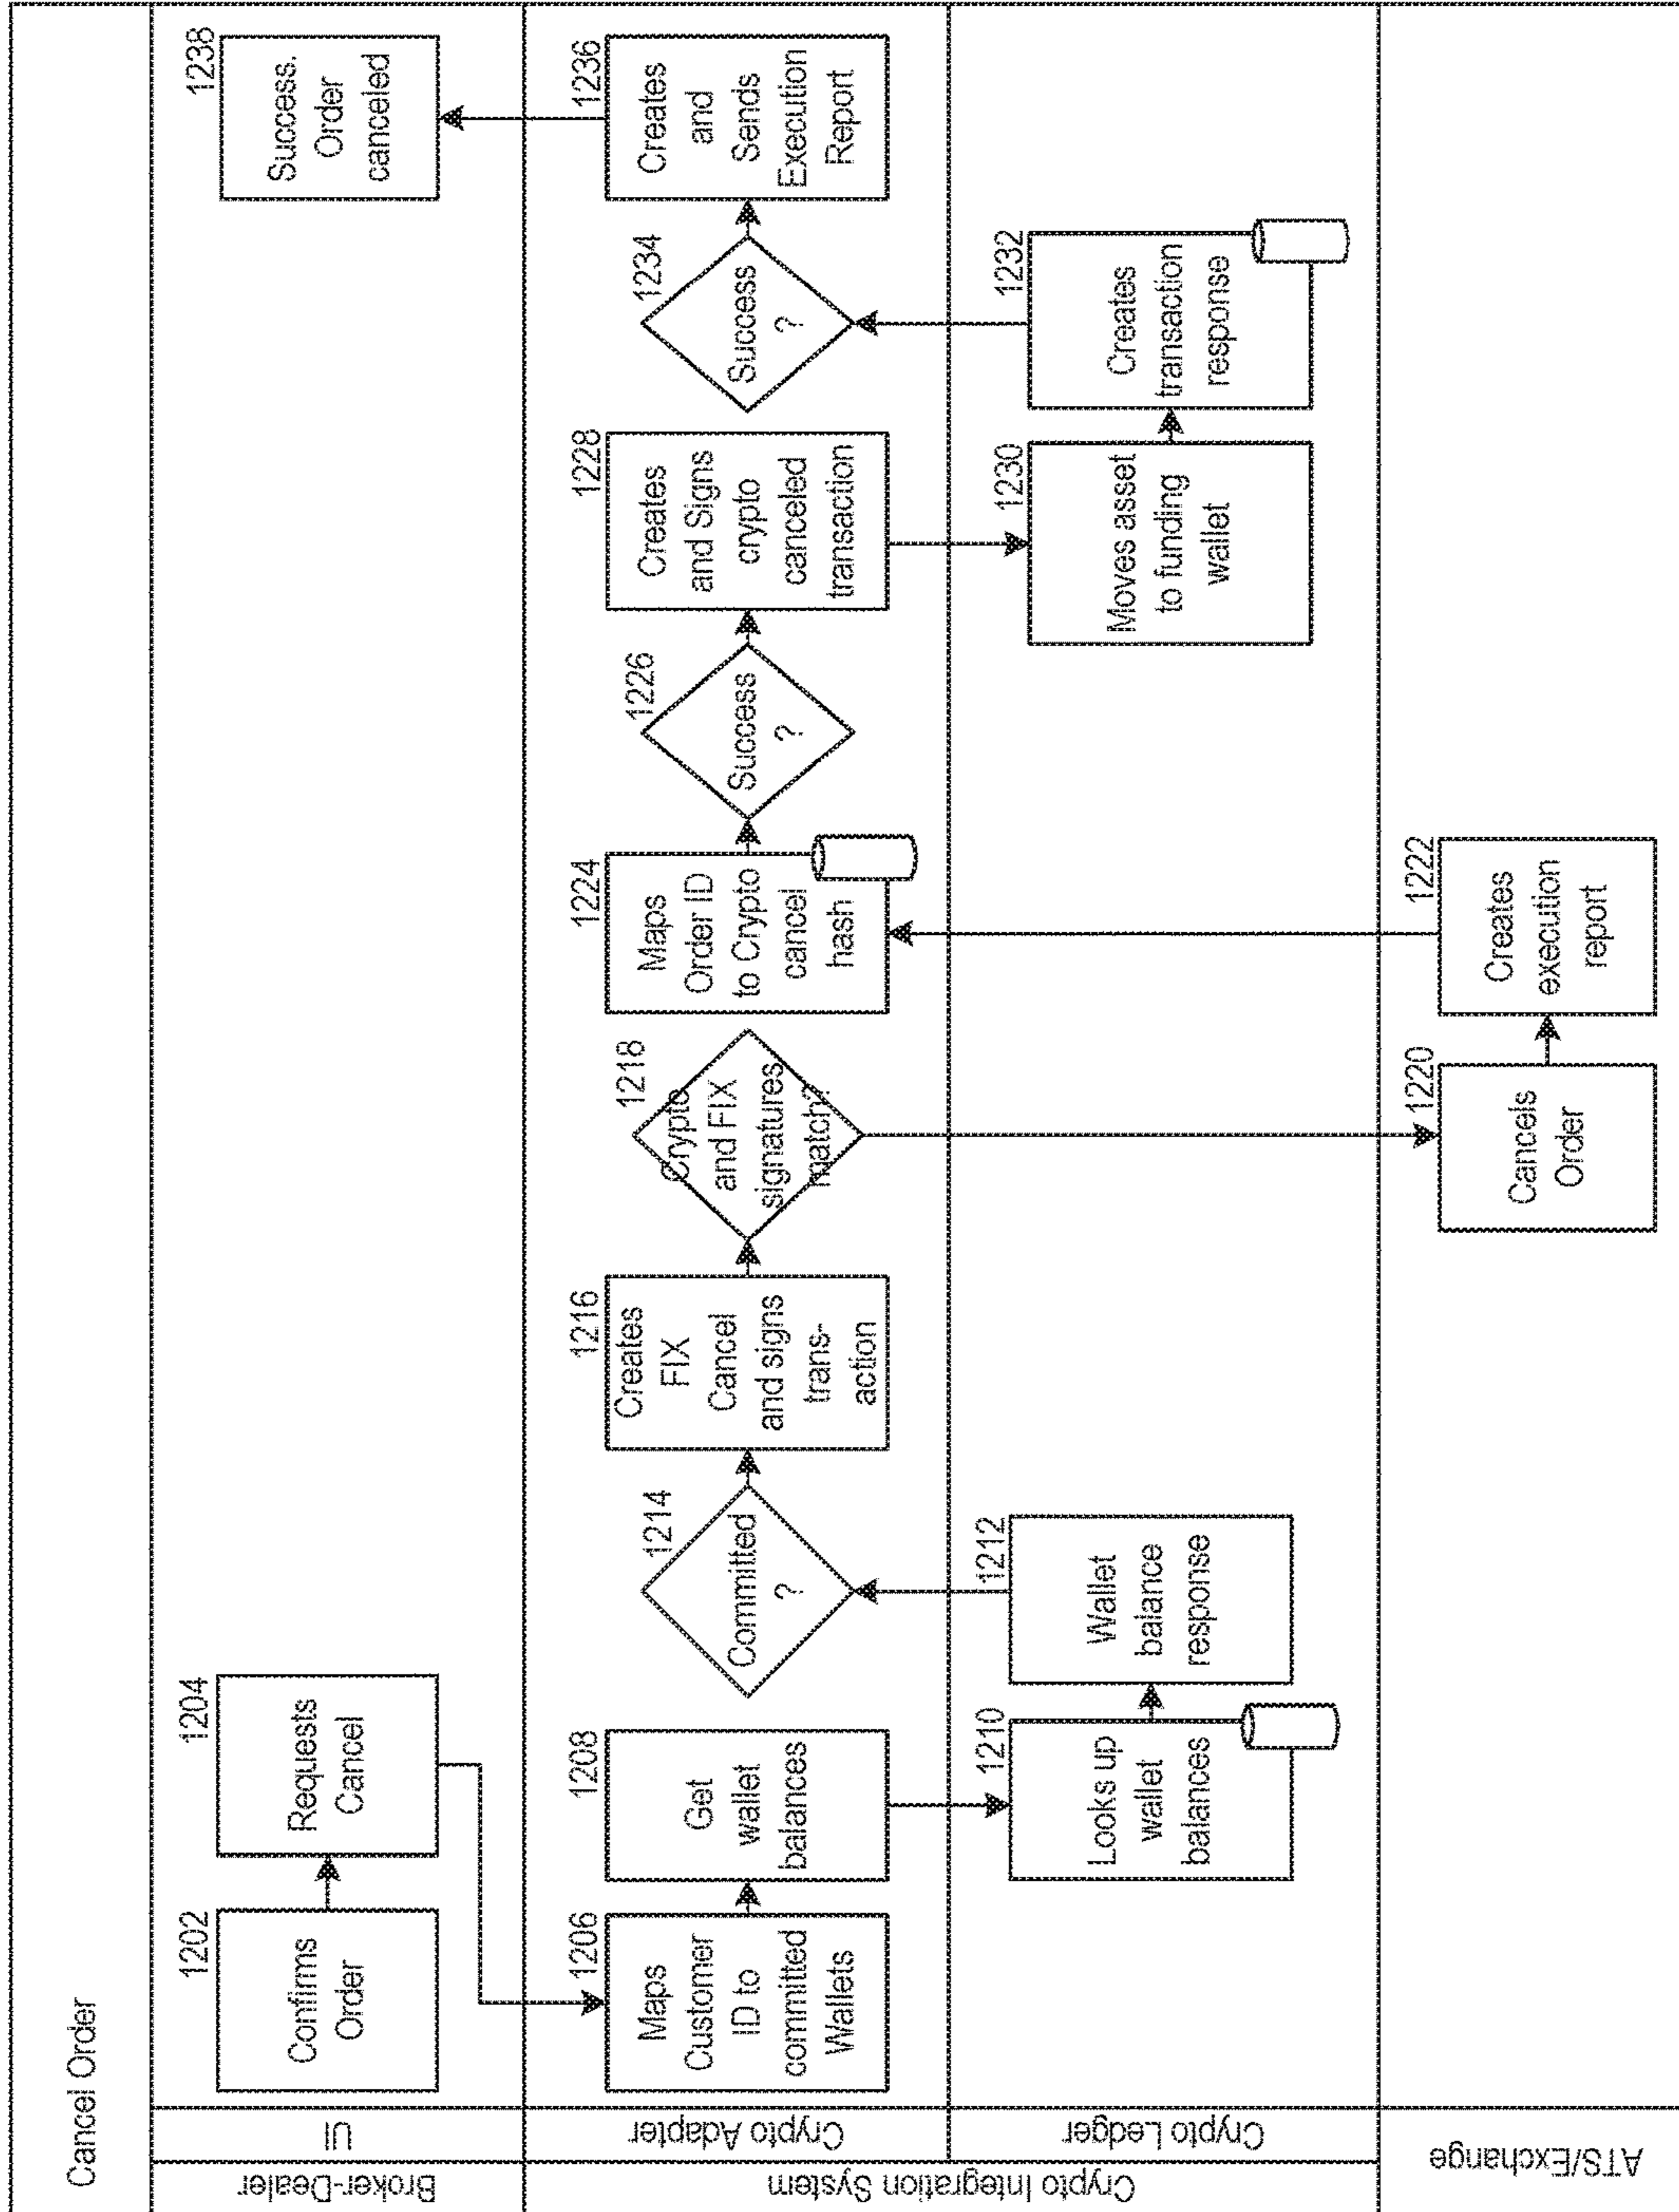 Cancel Order
Broker-Dealer
UI
1202
Confirms
Order
1204
Requests
Cancel
1238
Success.
Order
canceled
Crypto Integration System
Crypto Adapter
1206
Maps
Customer
ID to
committed
Wallets
1208
Get
wallet
balances
1214
Committed
?
1216
Creates
FIX
Cancel
and signs
trans-
action
1218
Crypto
and FIX
signatures
match?
1224
Maps
Order ID
to Crypto
cancel
hash
1226
Success
?
1228
Creates
and Signs
crypto
canceled
transaction
1234
Success
?
1236
Creates
and
Sends
Execution
Report
Crypto Ledger
1210
Looks up
wallet
balances
1212
Wallet
balance
response
1230
Moves asset
to funding
wallet
1232
Creates
transaction
response
ATS/Exchange
1220
Cancels
Order
1222
Creates
execution
report